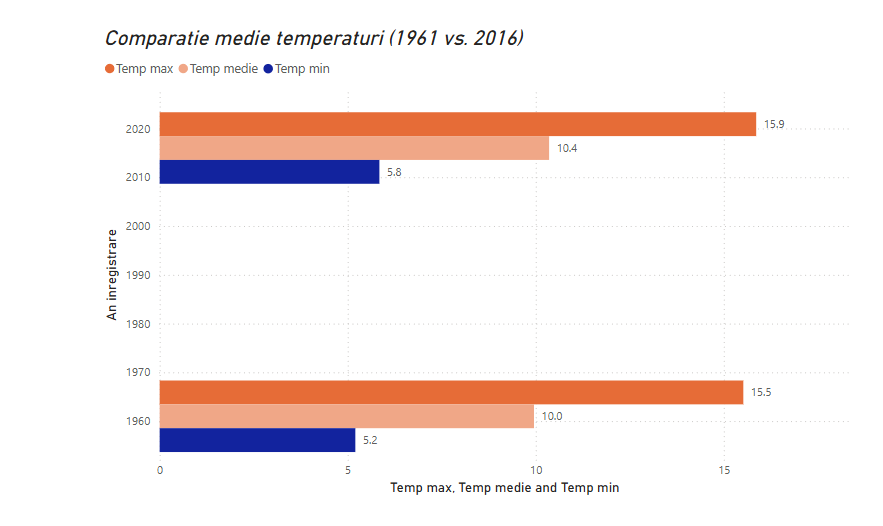 Comparatie medie temperaturi (1961 vs. 2016)
Temp max Temp medie Temp min
An inregistrare
2020
15.9
10.4
2010
5.8
2000
1990
1980
1970
15.5
1960
10.0
5.2
0 5 10 15
Temp max, Temp medie and Temp min